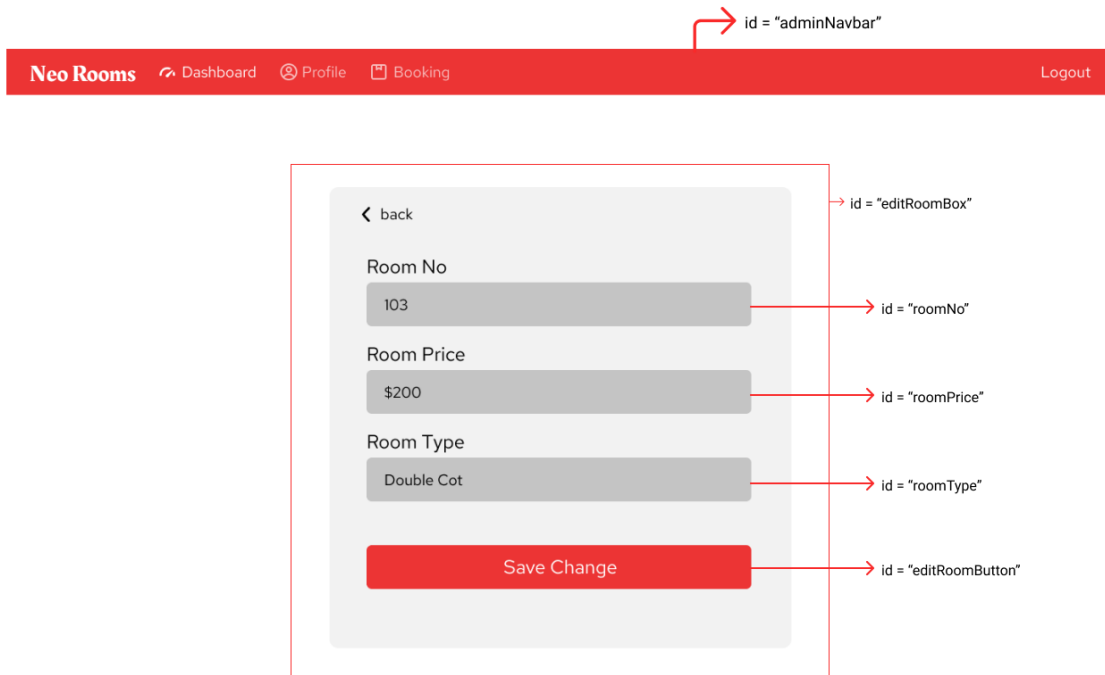 id = “adminNavbar”
Neo Rooms Dashboard Profile Booking Logout
back
id = “editRoomBox”
Room No
103
id = “roomNo”
Room Price
$200
id = “roomPrice”
Room Type
Double Cot
id = “roomType”
Save Change
id = “editRoomButton”